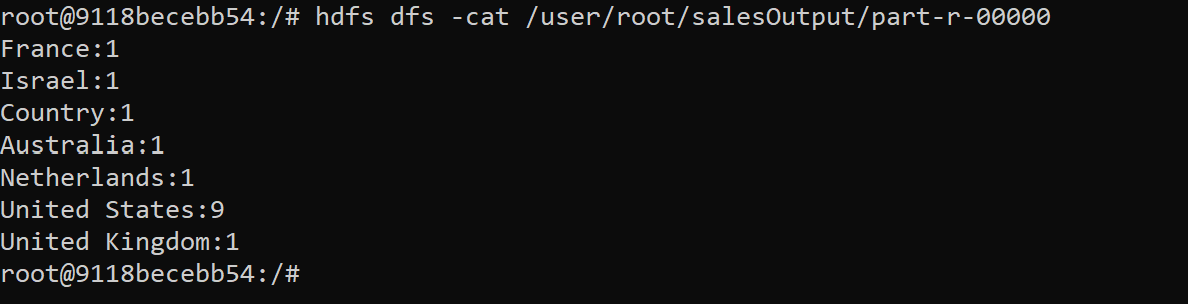 root@9118becebb54:/# hdfs dfs -cat /user/root/salesOutput/part-r-00000
France:1
Israel:1
Country:1
Australia:1
Netherlands:1
United States:9
United Kingdom:1
root@9118becebb54:/#